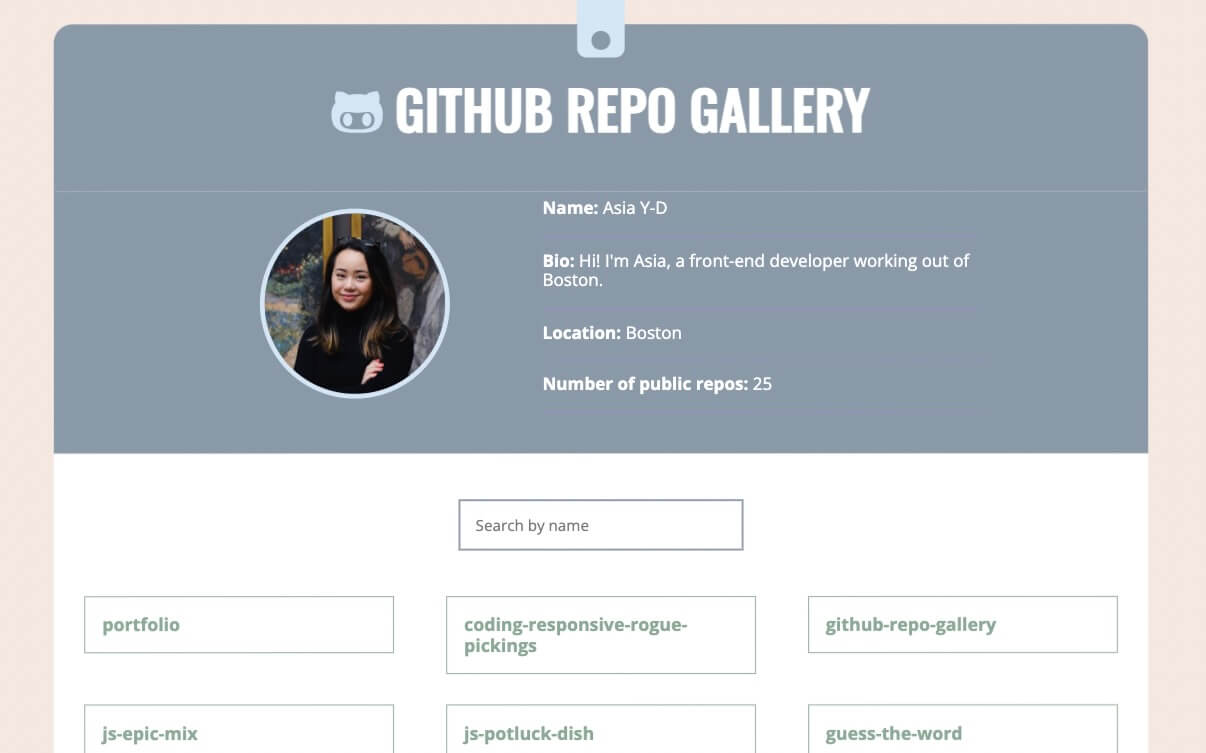 GITHUB REPO GALLERY
Name: Asia Y-D
Bio: Hi! I'm Asia, a front-end developer working out of
Boston.
Location: Boston
Number of public repos: 25
Search by name
portfolio
coding-responsive-rogue-
pickings
github-repo-gallery
js-epic-mix
js-potluck-dish
guess-the-word